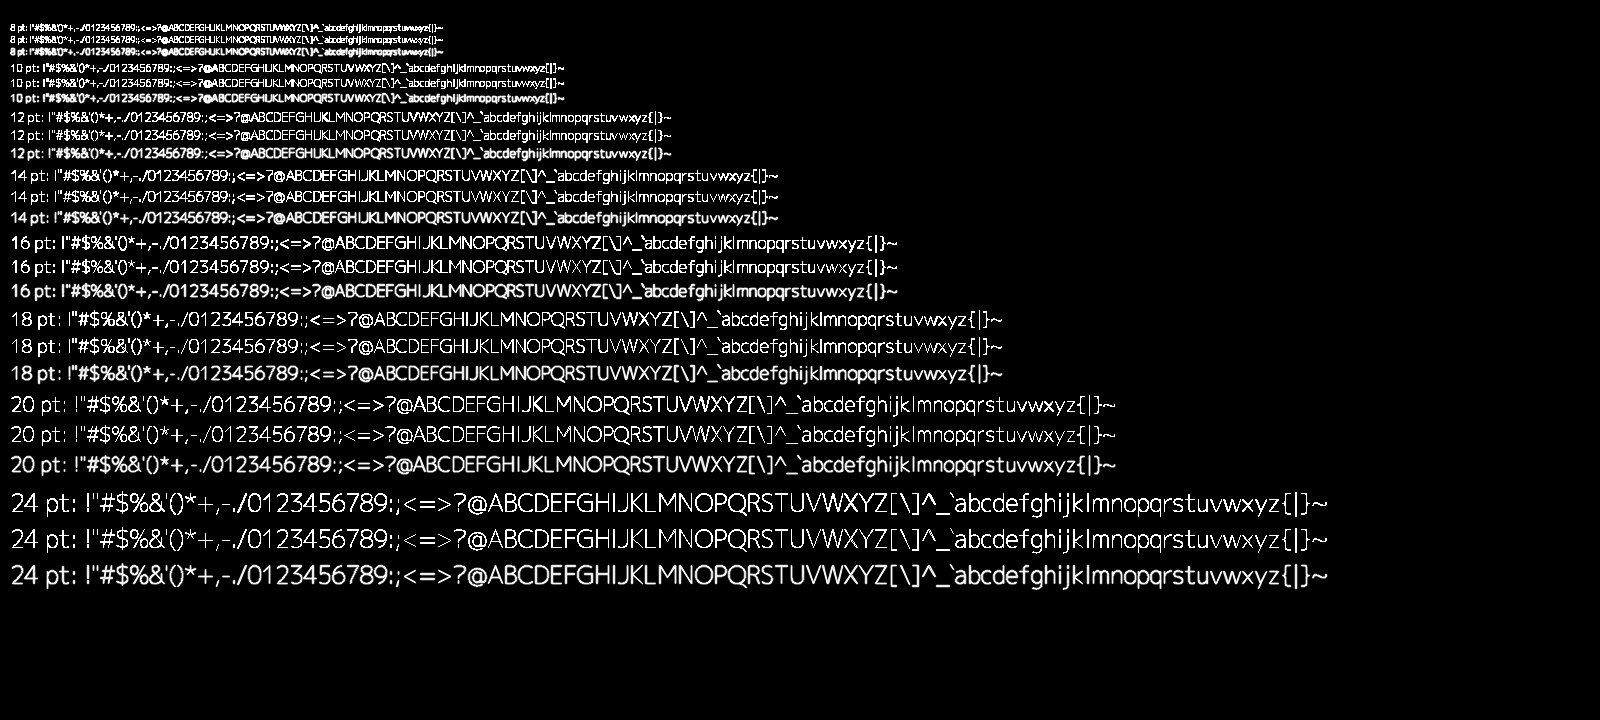 8 pt: !"#$%&'()*+,-./0123456789:;<=>?@ABCDEFGHIJKLMNOPQRSTUVWXYZ[\]^_`abcdefghijklmnopqrstuvwxyz{|}~
8 pt: !"#$%&'()*+,-./0123456789:;<=>?@ABCDEFGHIJKLMNOPQRSTUVWXYZ[\]^_`abcdefghijklmnopqrstuvwxyz{|}~
8 pt: !"#$%&'()*+,-./0123456789:;<=>?@ABCDEFGHIJKLMNOPQRSTUVWXYZ[\]^_`abcdefghijklmnopqrstuvwxyz{|}~
10 pt: !"#$%&'()*+,-./0123456789:;<=>?@ABCDEFGHIJKLMNOPQRSTUVWXYZ[\]^_`abcdefghijklmnopqrstuvwxyz{|}~
10 pt: !"#$%&'()*+,-./0123456789:;<=>?@ABCDEFGHIJKLMNOPQRSTUVWXYZ[\]^_`abcdefghijklmnopqrstuvwxyz{|}~
10 pt: !"#$%&'()*+,-./0123456789:;<=>?@ABCDEFGHIJKLMNOPQRSTUVWXYZ[\]^_`abcdefghijklmnopqrstuvwxyz{|}~
12 pt: !"#$%&'()*+,-./0123456789:;<=>?@ABCDEFGHIJKLMNOPQRSTUVWXYZ[\]^_`abcdefghijklmnopqrstuvwxyz{|}~
12 pt: !"#$%&'()*+,-./0123456789:;<=>?@ABCDEFGHIJKLMNOPQRSTUVWXYZ[\]^_`abcdefghijklmnopqrstuvwxyz{|}~
12 pt: !"#$%&'()*+,-./0123456789:;<=>?@ABCDEFGHIJKLMNOPQRSTUVWXYZ[\]^_`abcdefghijklmnopqrstuvwxyz{|}~
14 pt: !"#$%&'()*+,-./0123456789:;<=>?@ABCDEFGHIJKLMNOPQRSTUVWXYZ[\]^_`abcdefghijklmnopqrstuvwxyz{|}~
14 pt: !"#$%&'()*+,-./0123456789:;<=>?@ABCDEFGHIJKLMNOPQRSTUVWXYZ[\]^_`abcdefghijklmnopqrstuvwxyz{|}~
14 pt: !"#$%&'()*+,-./0123456789:;<=>?@ABCDEFGHIJKLMNOPQRSTUVWXYZ[\]^_`abcdefghijklmnopqrstuvwxyz{|}~
16 pt: !"#$%&'()*+,-./0123456789:;<=>?@ABCDEFGHIJKLMNOPQRSTUVWXYZ[\]^_`abcdefghijklmnopqrstuvwxyz{|}~
16 pt: !"#$%&'()*+,-./0123456789:;<=>?@ABCDEFGHIJKLMNOPQRSTUVWXYZ[\]^_`abcdefghijklmnopqrstuvwxyz{|}~
16 pt: !"#$%&'()*+,-./0123456789:;<=>?@ABCDEFGHIJKLMNOPQRSTUVWXYZ[\]^_`abcdefghijklmnopqrstuvwxyz{|}~
18 pt: !"#$%&'()*+,-./0123456789:;<=>?@ABCDEFGHIJKLMNOPQRSTUVWXYZ[\]^_`abcdefghijklmnopqrstuvwxyz{|}~
18 pt: !"#$%&'()*+,-./0123456789:;<=>?@ABCDEFGHIJKLMNOPQRSTUVWXYZ[\]^_`abcdefghijklmnopqrstuvwxyz{|}~
18 pt: !"#$%&'()*+,-./0123456789:;<=>?@ABCDEFGHIJKLMNOPQRSTUVWXYZ[\]^_`abcdefghijklmnopqrstuvwxyz{|}~
20 pt: !"#$%&'()*+,-./0123456789:;<=>?@ABCDEFGHIJKLMNOPQRSTUVWXYZ[\]^_`abcdefghijklmnopqrstuvwxyz{|}~
20 pt: !"#$%&'()*+,-./0123456789:;<=>?@ABCDEFGHIJKLMNOPQRSTUVWXYZ[\]^_`abcdefghijklmnopqrstuvwxyz{|}~
20 pt: !"#$%&'()*+,-./0123456789:;<=>?@ABCDEFGHIJKLMNOPQRSTUVWXYZ[\]^_`abcdefghijklmnopqrstuvwxyz{|}~
24 pt: !"#$%&'()*+,-./0123456789:;<=>?@ABCDEFGHIJKLMNOPQRSTUVWXYZ[\]^_`abcdefghijklmnopqrstuvwxyz{|}~
24 pt: !"#$%&'()*+,-./0123456789:;<=>?@ABCDEFGHIJKLMNOPQRSTUVWXYZ[\]^_`abcdefghijklmnopqrstuvwxyz{|}~
24 pt: !"#$%&'()*+,-./0123456789:;<=>?@ABCDEFGHIJKLMNOPQRSTUVWXYZ[\]^_`abcdefghijklmnopqrstuvwxyz{|}~